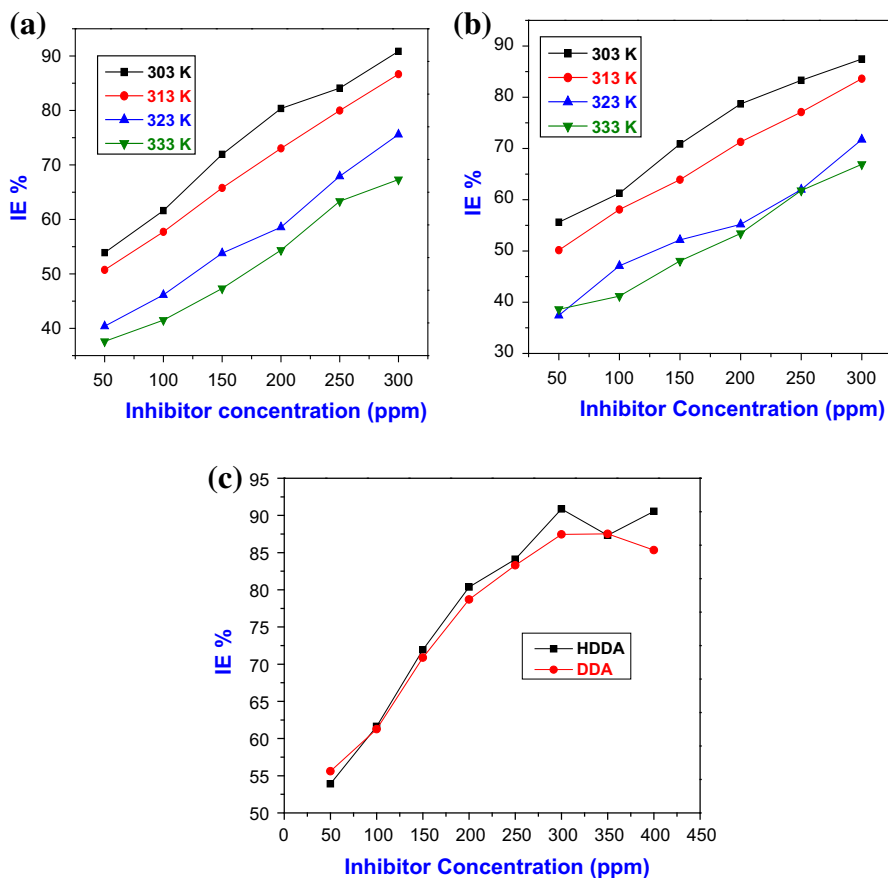 (a)
90
80
70
60
50
40
IE %
303 K
313 K
323 K
333 K
50 100 150 200 250 300
Inhibitor concentration (ppm)
(b)
90
80
70
60
50
40
30
IE %
303 K
313 K
323 K
333 K
50 100 150 200 250 300
Inhibitor Concentration (ppm)
(c)
95
90
85
80
75
70
65
60
55
50
IE %
HDDA
DDA
0 50 100 150 200 250 300 350 400 450
Inhibitor Concentration (ppm)